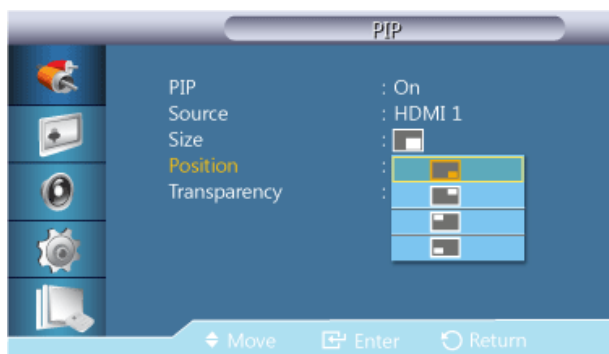 PIP
PIP : On
Source : HDMI 1
Size :
Position :
Transparency :
Move Enter Return